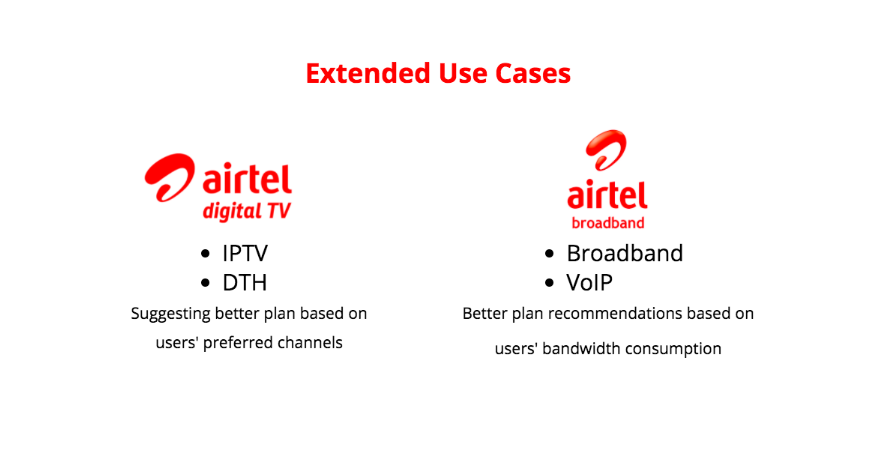 Extended Use Cases
airtel
digital TV
• IPTV
• DTH
Suggesting better plan based on
users' preferred channels
airtel
broadband
• Broadband
• VoIP
Better plan recommendations based on
users' bandwidth consumption